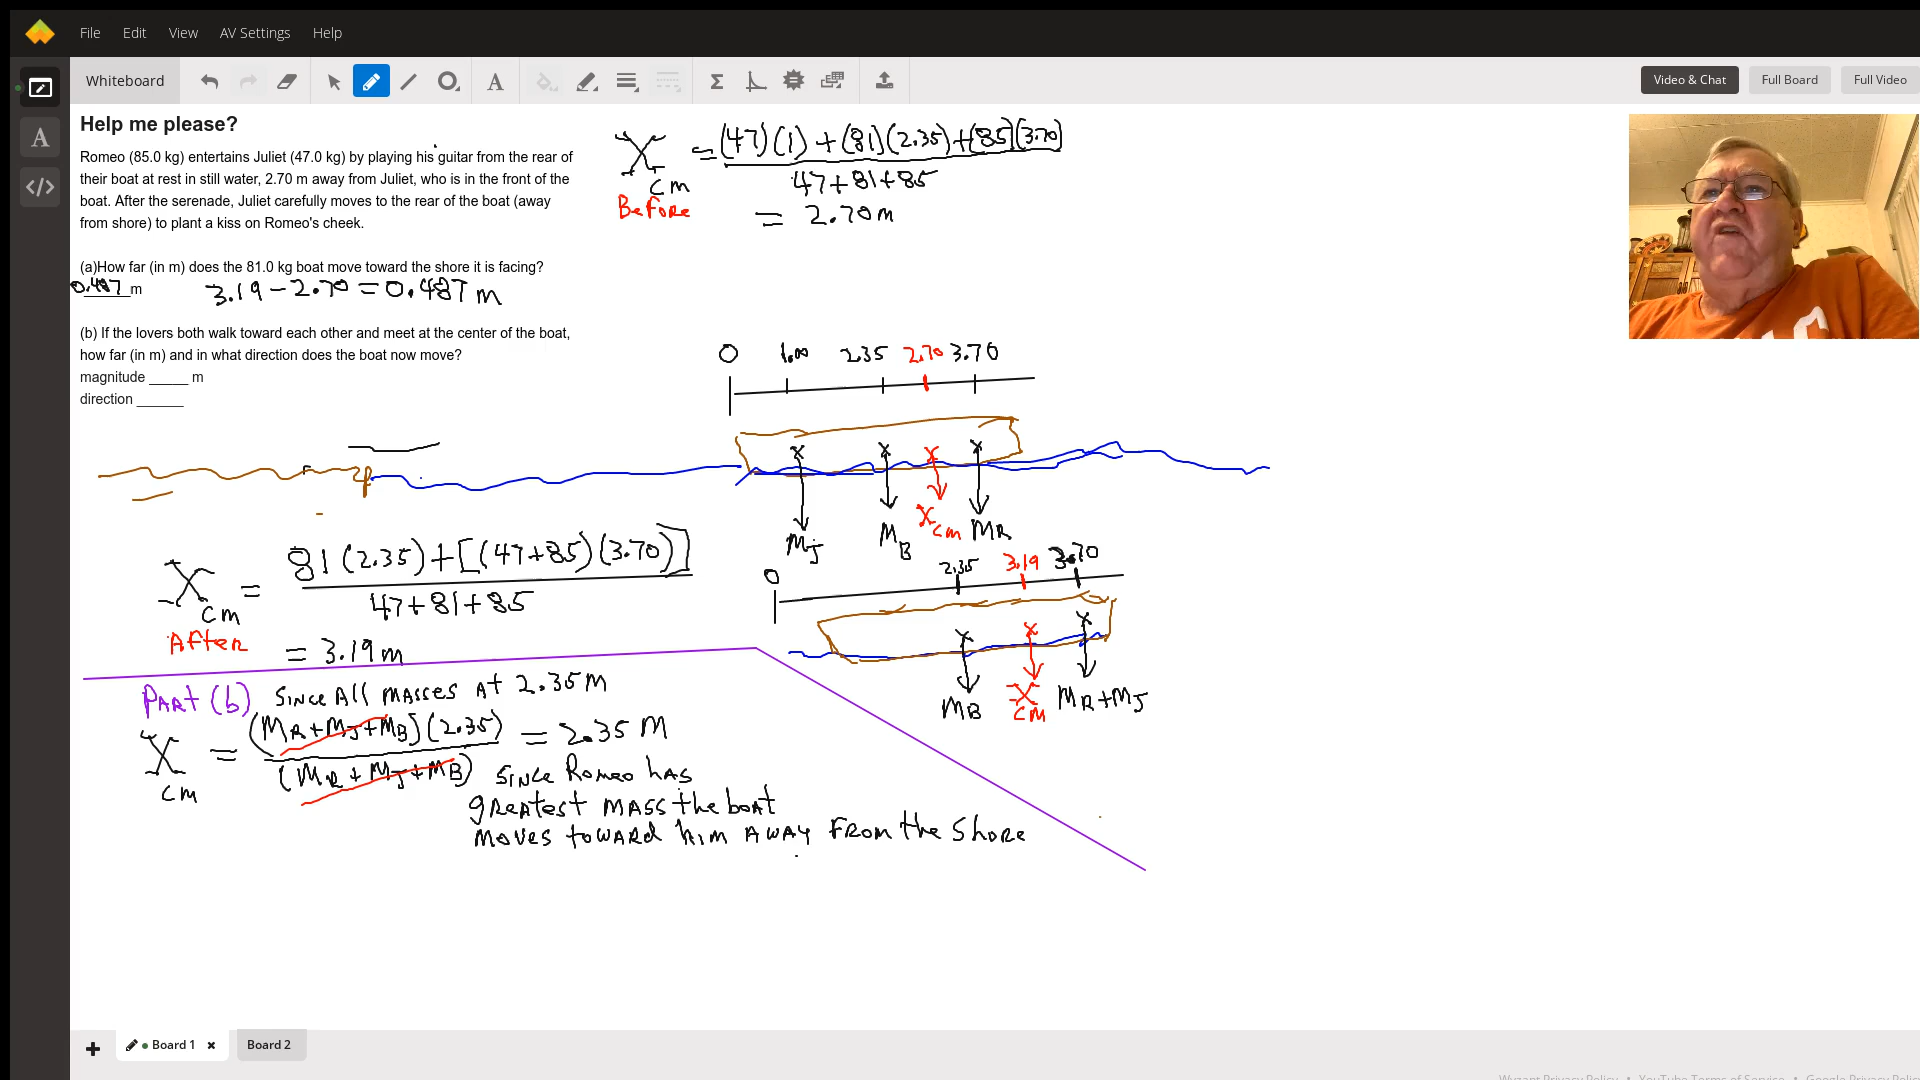 File Edit View AV Settings Help
Whiteboard
Video & Chat Full Board Full Video
Help me please?
Romeo (85.0 kg) entertains Juliet (47.0 kg) by playing his guitar from the rear of
their boat at rest in still water, 2.70 m away from Juliet, who is in the front of the
boat. After the serenade, Juliet carefully moves to the rear of the boat (away
from shore) to plant a kiss on Romeo's cheek.
(a)How far (in m) does the 81.0 kg boat move toward the shore it is facing?
0.487 m
3.19 - 2.70 = 0.487 m
(b) If the lovers both walk toward each other and meet at the center of the boat,
how far (in m) and in what direction does the boat now move?
magnitude _____ m
direction ______
X CM = (47)(1) + (81)(2.35) + (85)(3.70)
47+81+85
Before
= 2.70 m
0 1.00 2.35 2.70 3.70
MJ MB XCM MR
X CM = 81(2.35) + [(47+85)(3.70)]
47+81+85
After
= 3.19 m
0 2.35 3.19 3.70
MB XCM MR+MJ
Part (b) Since All masses At 2.35 M
X CM = (MR+MJ+MB)(2.35) = 2.35 M
(MR + MJ + MB)
Since Romeo has
greatest mass the boat
moves toward him away from the shore
Board 1 Board 2
Wyzant Privacy Policy • YouTube Terms of Service •